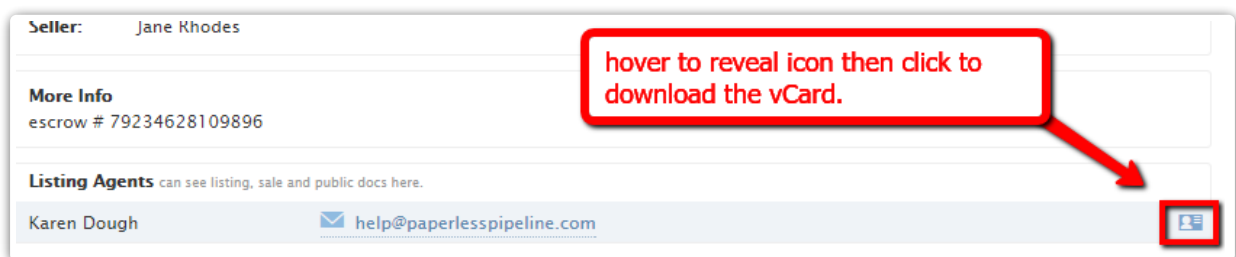 Seller: Jane Rhodes
hover to reveal icon then click to
download the vCard.
More Info
escrow # 79234628109896
Listing Agents can see listing, sale and public docs here.
Karen Dough help@paperlesspipeline.com